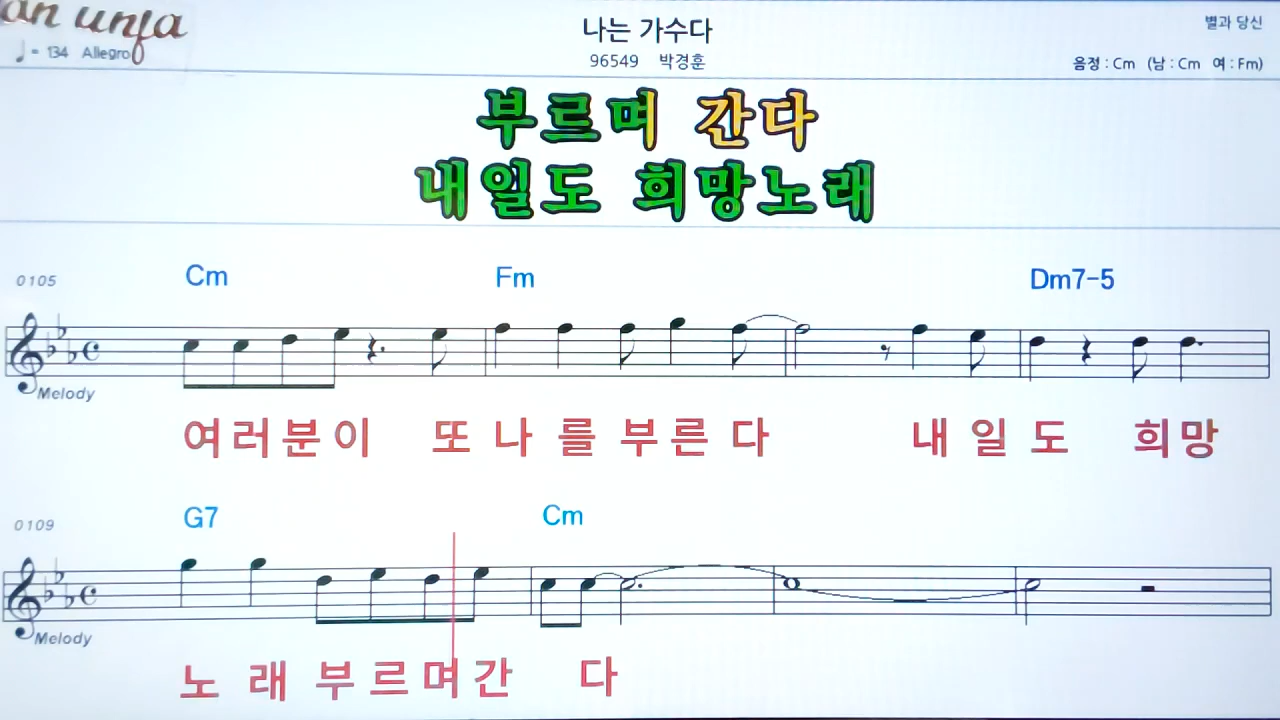 an unfa
♩= 134 Allegro
나는 가수다
96549 박경훈
별과 당신
음정 : Cm (남 : Cm 여 : Fm)
부르며 간다
내일도 희망노래
0105 Cm Fm Dm7-5
Melody
여러분이 또 나 를 부른 다 내 일 도 희망
0109 G7 Cm
Melody
노 래 부르며간 다